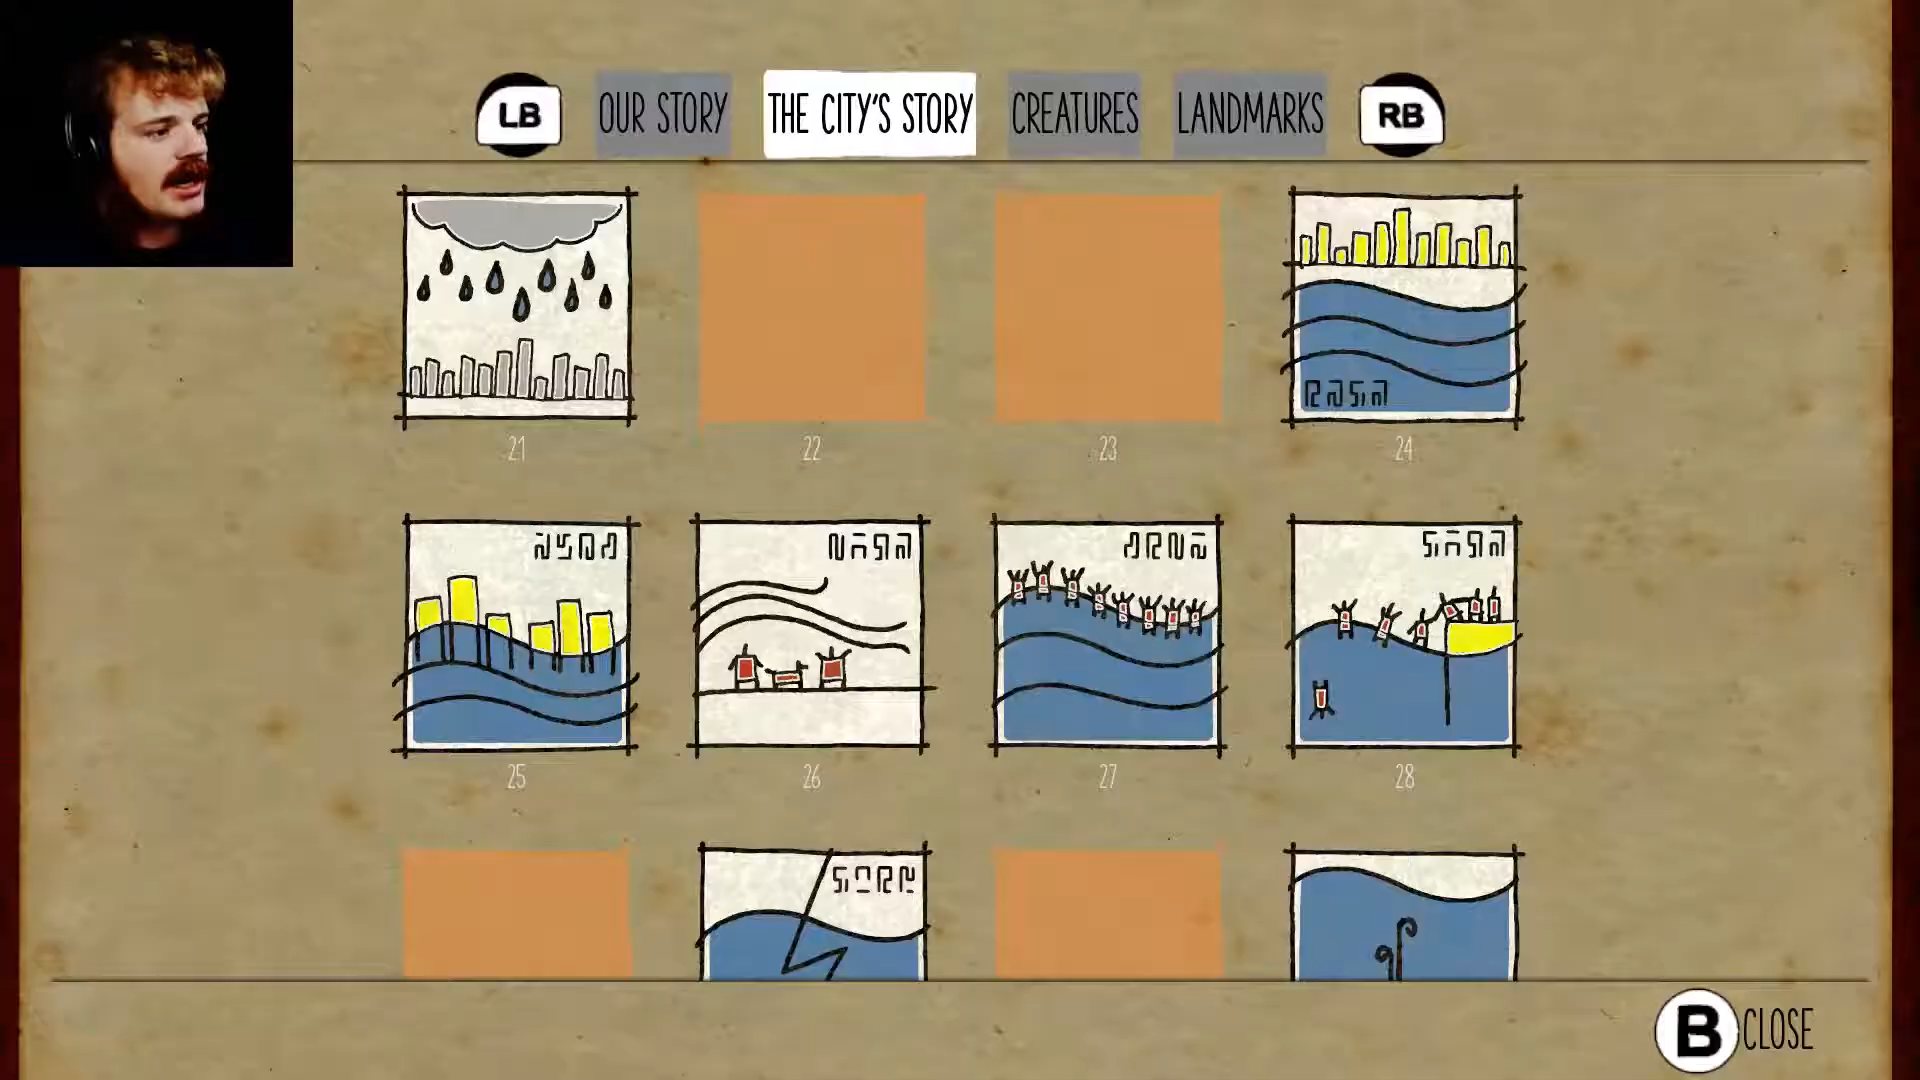 LB OUR STORY THE CITY'S STORY CREATURES LANDMARKS RB
21 22 23 24
25 26 27 28
B CLOSE